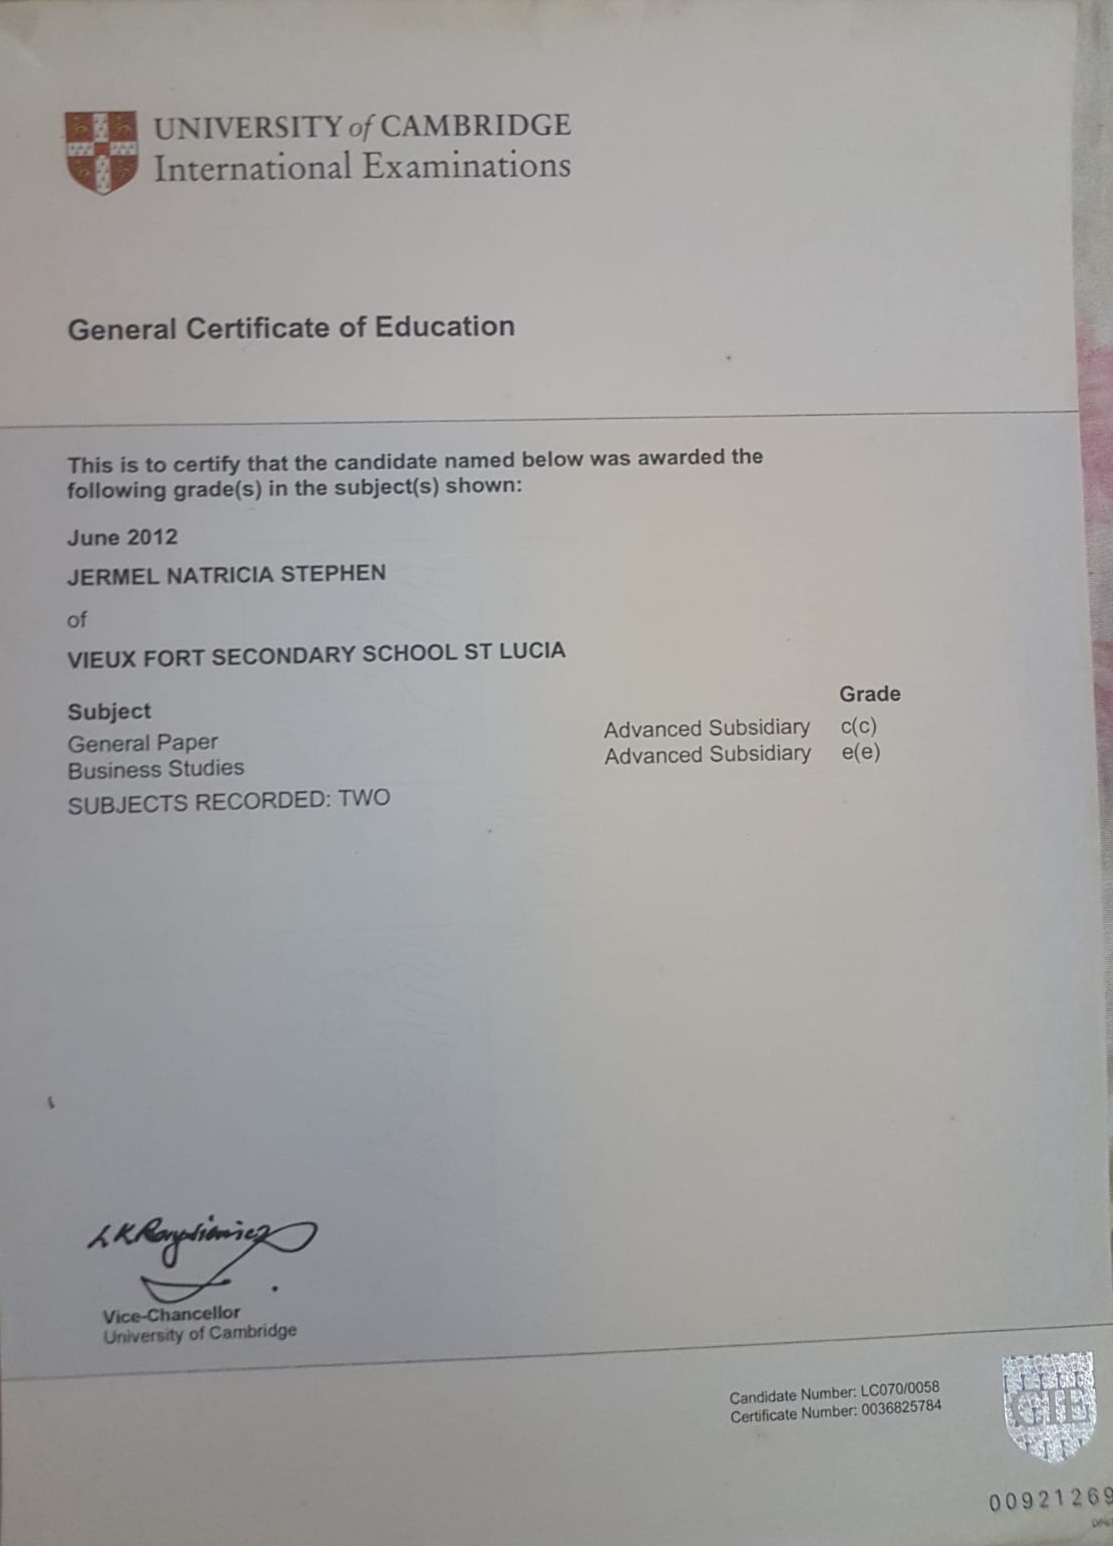 UNIVERSITY of CAMBRIDGE
International Examinations
General Certificate of Education
This is to certify that the candidate named below was awarded the
following grade(s) in the subject(s) shown:
June 2012
JERMEL NATRICIA STEPHEN
of
VIEUX FORT SECONDARY SCHOOL ST LUCIA
Subject Grade
General Paper Advanced Subsidiary c(c)
Business Studies Advanced Subsidiary e(e)
SUBJECTS RECORDED: TWO
Vice-Chancellor
University of Cambridge
Candidate Number: LC070/0058
Certificate Number: 0036825784
CIE
00921269